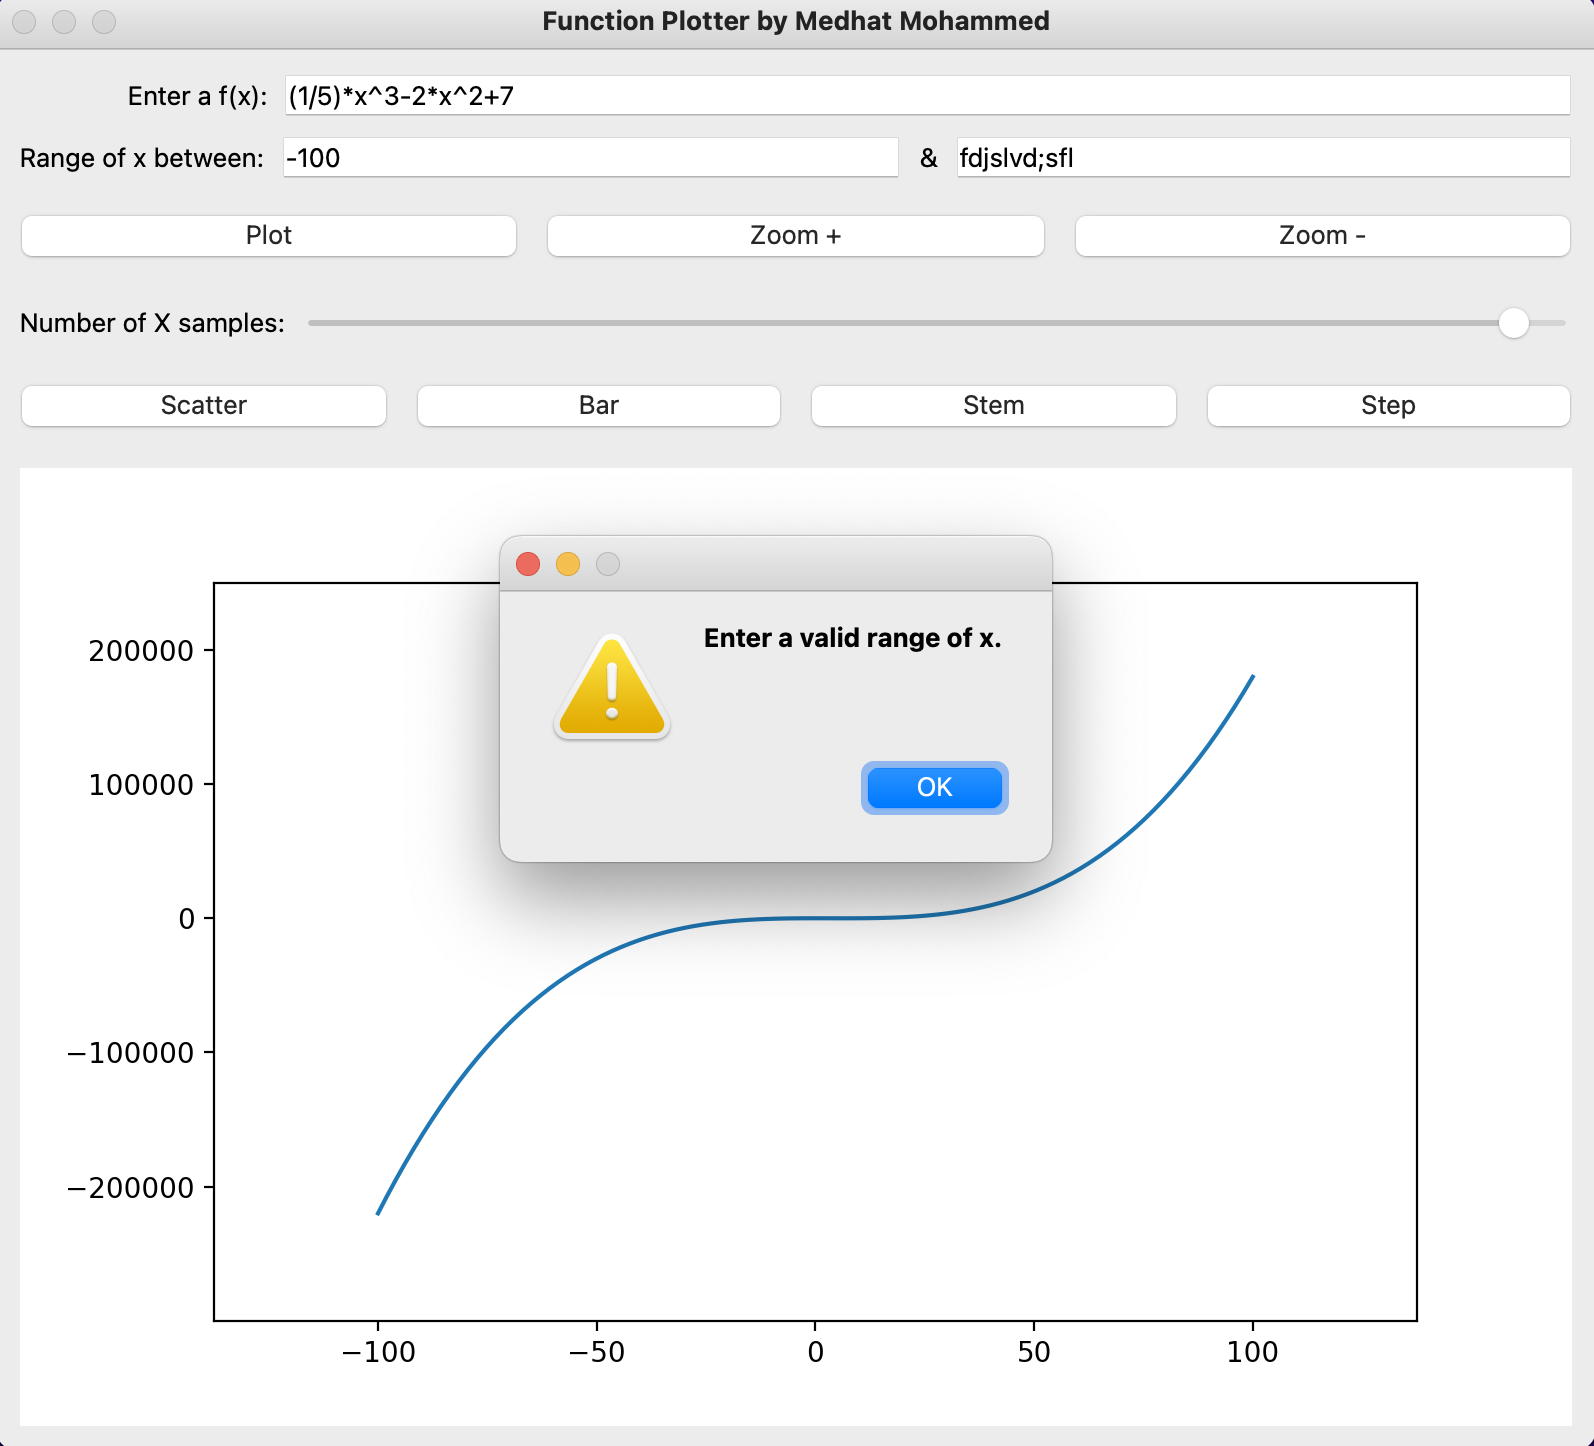 Function Plotter by Medhat Mohammed
Enter a f(x): (1/5)*x^3-2*x^2+7
Range of x between: -100 & fdjslvd;sfl
Plot Zoom + Zoom -
Number of X samples:
Scatter Bar Stem Step
Enter a valid range of x.
OK
200000
100000
0
−100000
−200000
−100 −50 0 50 100